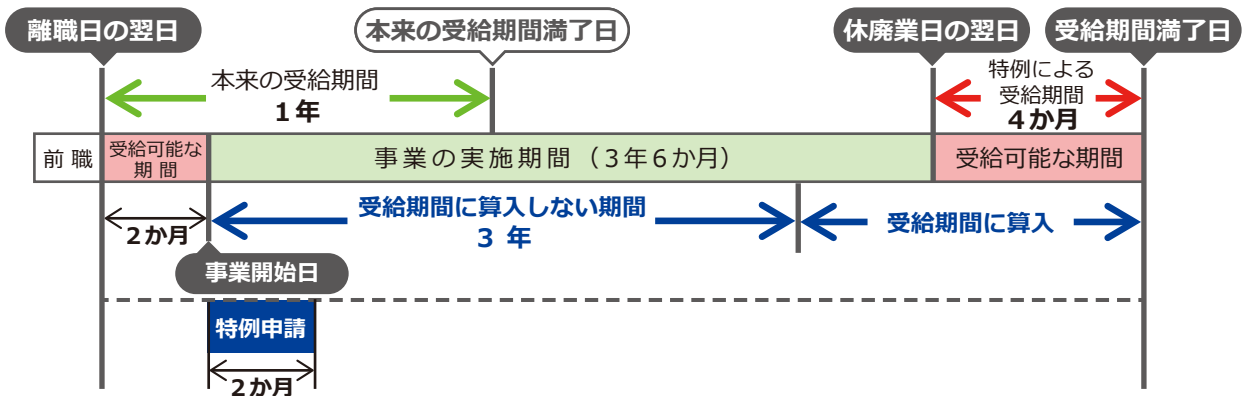 離職日の翌日
本来の受給期間満了日
休廃業日の翌日
受給期間満了日
本来の受給期間
1年
特例による
受給期間
4か月
前職
受給可能な
期間
事業の実施期間（3年6か月）
受給可能な期間
2か月
受給期間に算入しない期間
3 年
受給期間に算入
事業開始日
特例申請
2か月